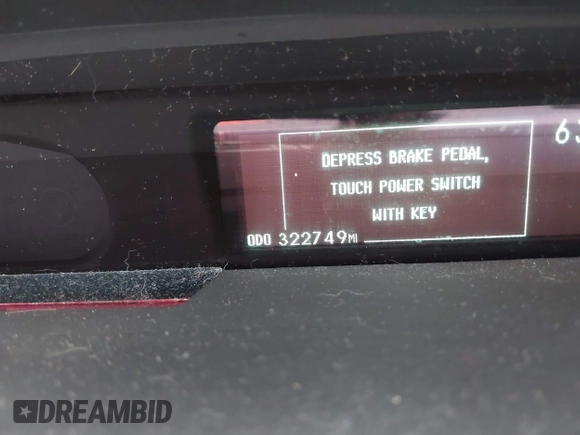 DEPRESS BRAKE PEDAL,
TOUCH POWER SWITCH
WITH KEY
ODO 322749MI
DREAMBID